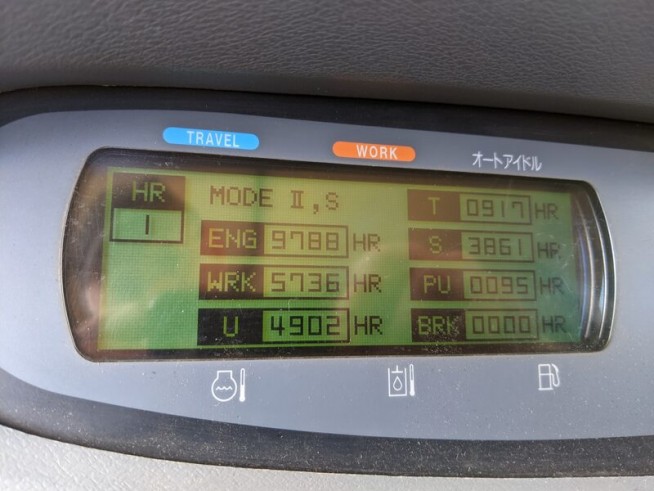 TRAVEL WORK オートアイドル
HR MODE Ⅱ,S T 0917 HR
1 ENG 9788 HR S 3861 HR
WRK 5736 HR PU 0095 HR
U 4902 HR BRK 0000 HR